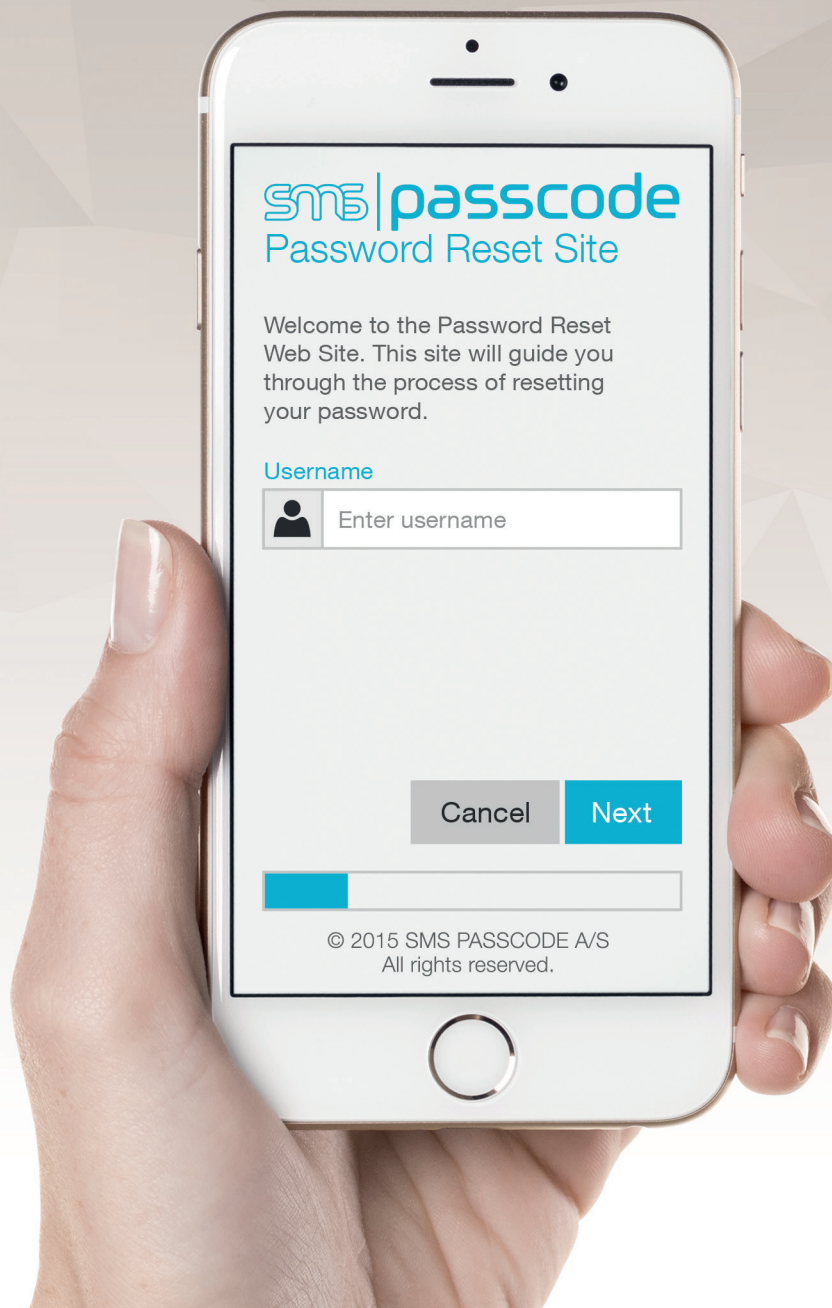 sms|passcode
Password Reset Site
Welcome to the Password Reset
Web Site. This site will guide you
through the process of resetting
your password.
Username
Enter username
Cancel Next
© 2015 SMS PASSCODE A/S
All rights reserved.